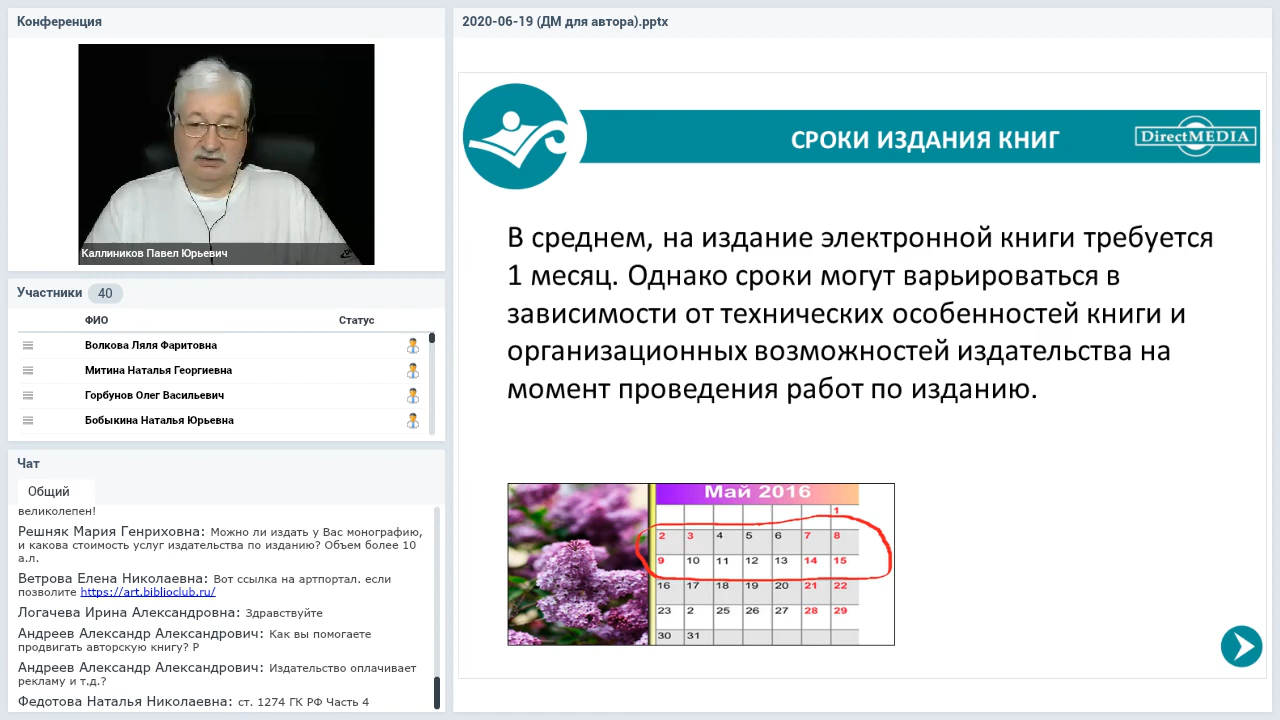 Конференция
Каллиников Павел Юрьевич
Участники 40
ФИО Статус
Волкова Ляля Фаритовна
Митина Наталья Георгиевна
Горбунов Олег Васильевич
Бобыкина Наталья Юрьевна
Чат
Общий
великолепен!
Решняк Мария Генриховна: Можно ли издать у Вас монографию,
и какова стоимость услуг издательства по изданию? Объем более 10
а.л.
Ветрова Елена Николаевна: Вот ссылка на артпортал. если
позволите https://art.biblioclub.ru/
Логачева Ирина Александровна: Здравствуйте
Андреев Александр Александрович: Как вы помогаете
продвигать авторскую книгу? Р
Андреев Александр Александрович: Издательство оплачивает
рекламу и т.д.?
Федотова Наталья Николаевна: ст. 1274 ГК РФ Часть 4
2020-06-19 (ДМ для автора).pptx
СРОКИ ИЗДАНИЯ КНИГ
DirectMEDIA
В среднем, на издание электронной книги требуется
1 месяц. Однако сроки могут варьироваться в
зависимости от технических особенностей книги и
организационных возможностей издательства на
момент проведения работ по изданию.
Май 2016
1
2 3 4 5 6 7 8
9 10 11 12 13 14 15
16 17 18 19 20 21 22
23 2 25 26 27 28 29
30 31